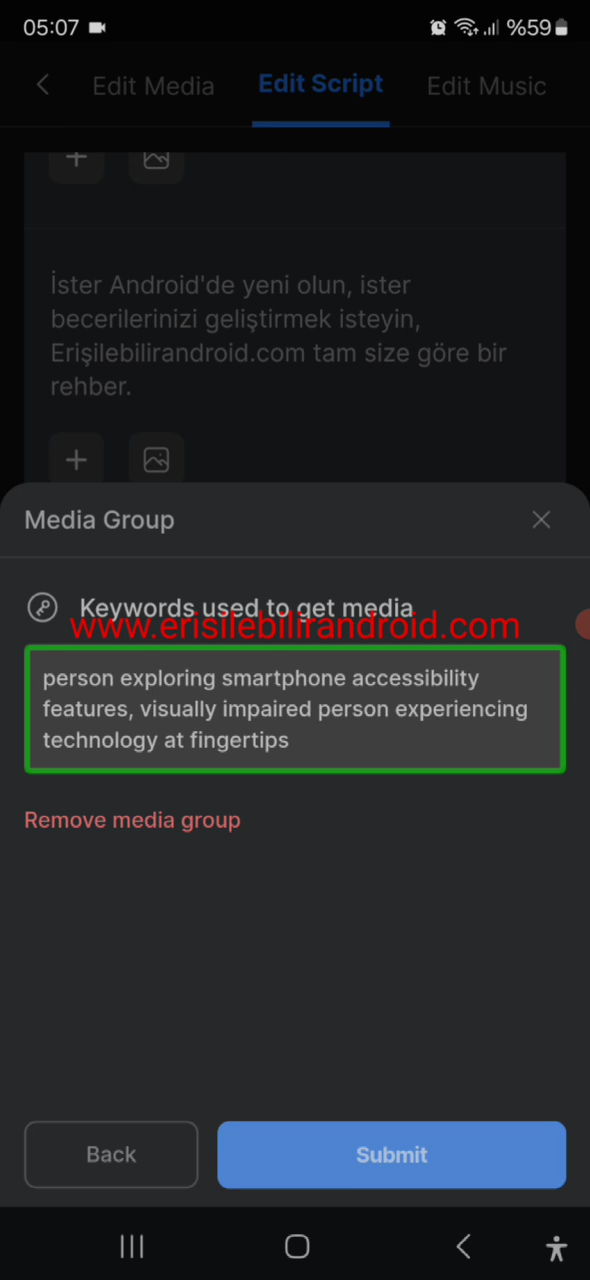 05:07 %59
Edit Media Edit Script Edit Music
İster Android'de yeni olun, ister
becerilerinizi geliştirmek isteyin,
Erişilebilirandroid.com tam size göre bir
rehber.
Media Group
Keywords used to get media
www.erisilebilirandroid.com
person exploring smartphone accessibility
features, visually impaired person experiencing
technology at fingertips
Remove media group
Back Submit